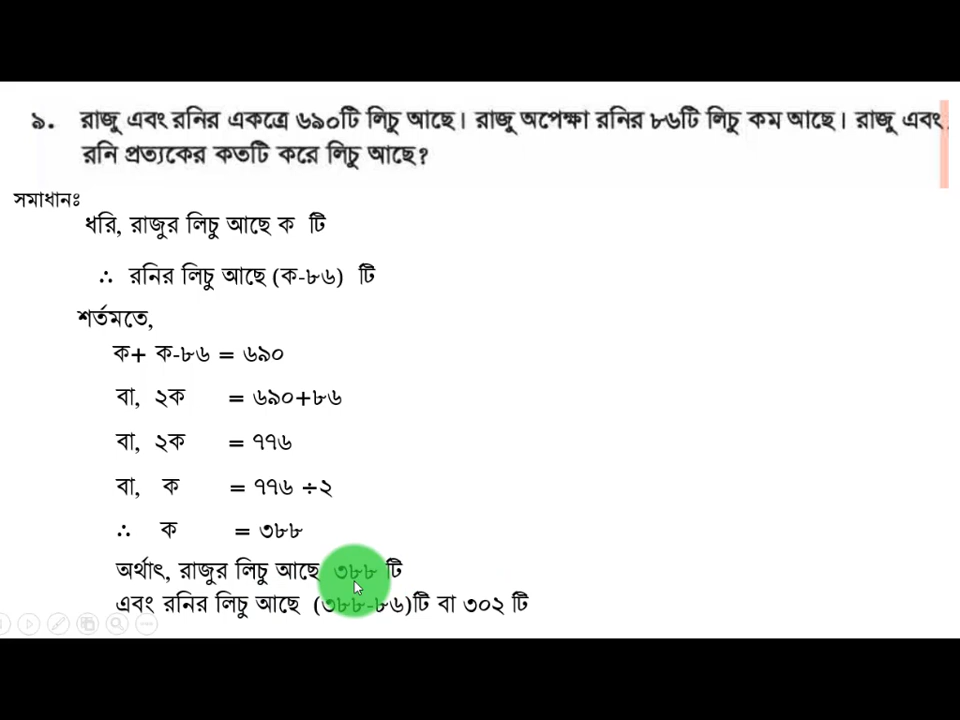 ৯. রাজু এবং রনির একত্রে ৬৯০টি লিচু আছে। রাজু অপেক্ষা রনির ৮৬টি লিচু কম আছে। রাজু এবং
রনি প্রত্যকের কতটি করে লিচু আছে?
সমাধানঃ
ধরি, রাজুর লিচু আছে ক টি
∴ রনির লিচু আছে (ক-৮৬) টি
শর্তমতে,
ক+ ক-৮৬ = ৬৯০
বা, ২ক = ৬৯০+৮৬
বা, ২ক = ৭৭৬
বা, ক = ৭৭৬ ÷২
∴ ক = ৩৮৮
অর্থাৎ, রাজুর লিচু আছে ৩৮৮ টি
এবং রনির লিচু আছে (৩৮৮-৮৬)টি বা ৩০২ টি